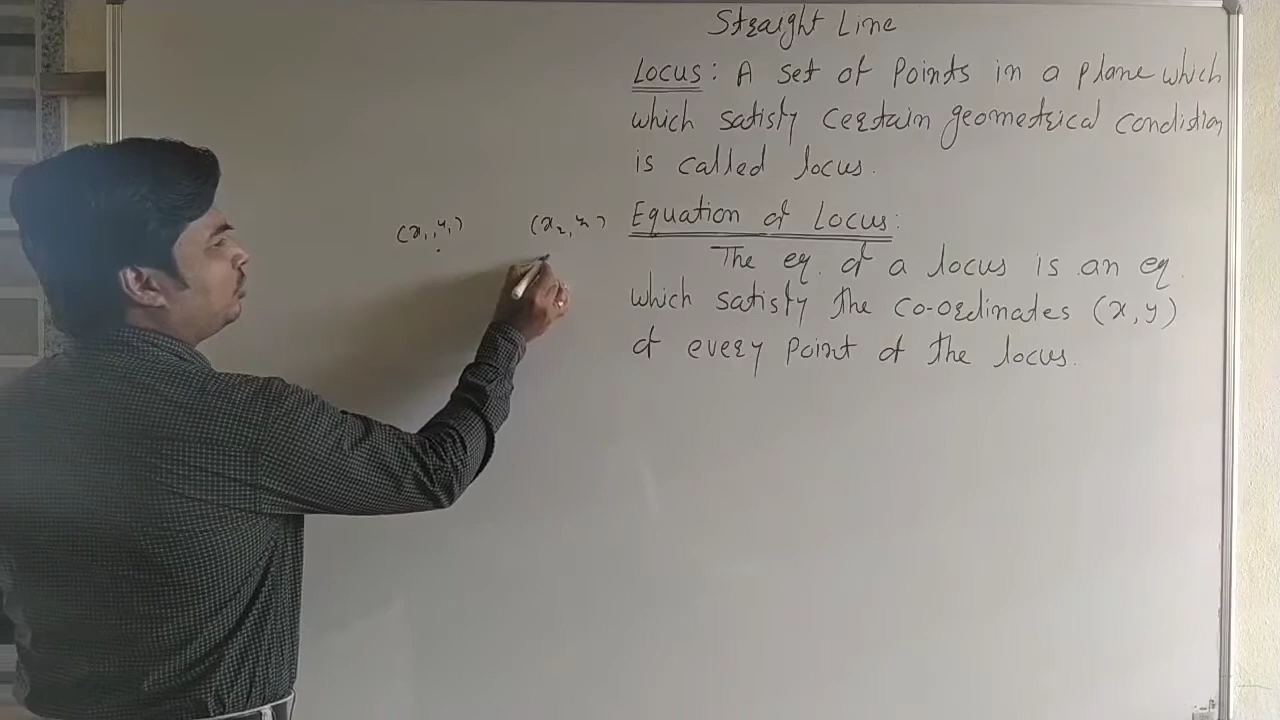 Straight Line
Locus: A set of points in a plane which
which satisfy certain geometrical condition
is called locus.
(x₁, y₁) (x₂, y₂)
Equation of Locus:
The eq. of a locus is an eq.
which satisfy the co-ordinates (x, y)
of every point of the locus.